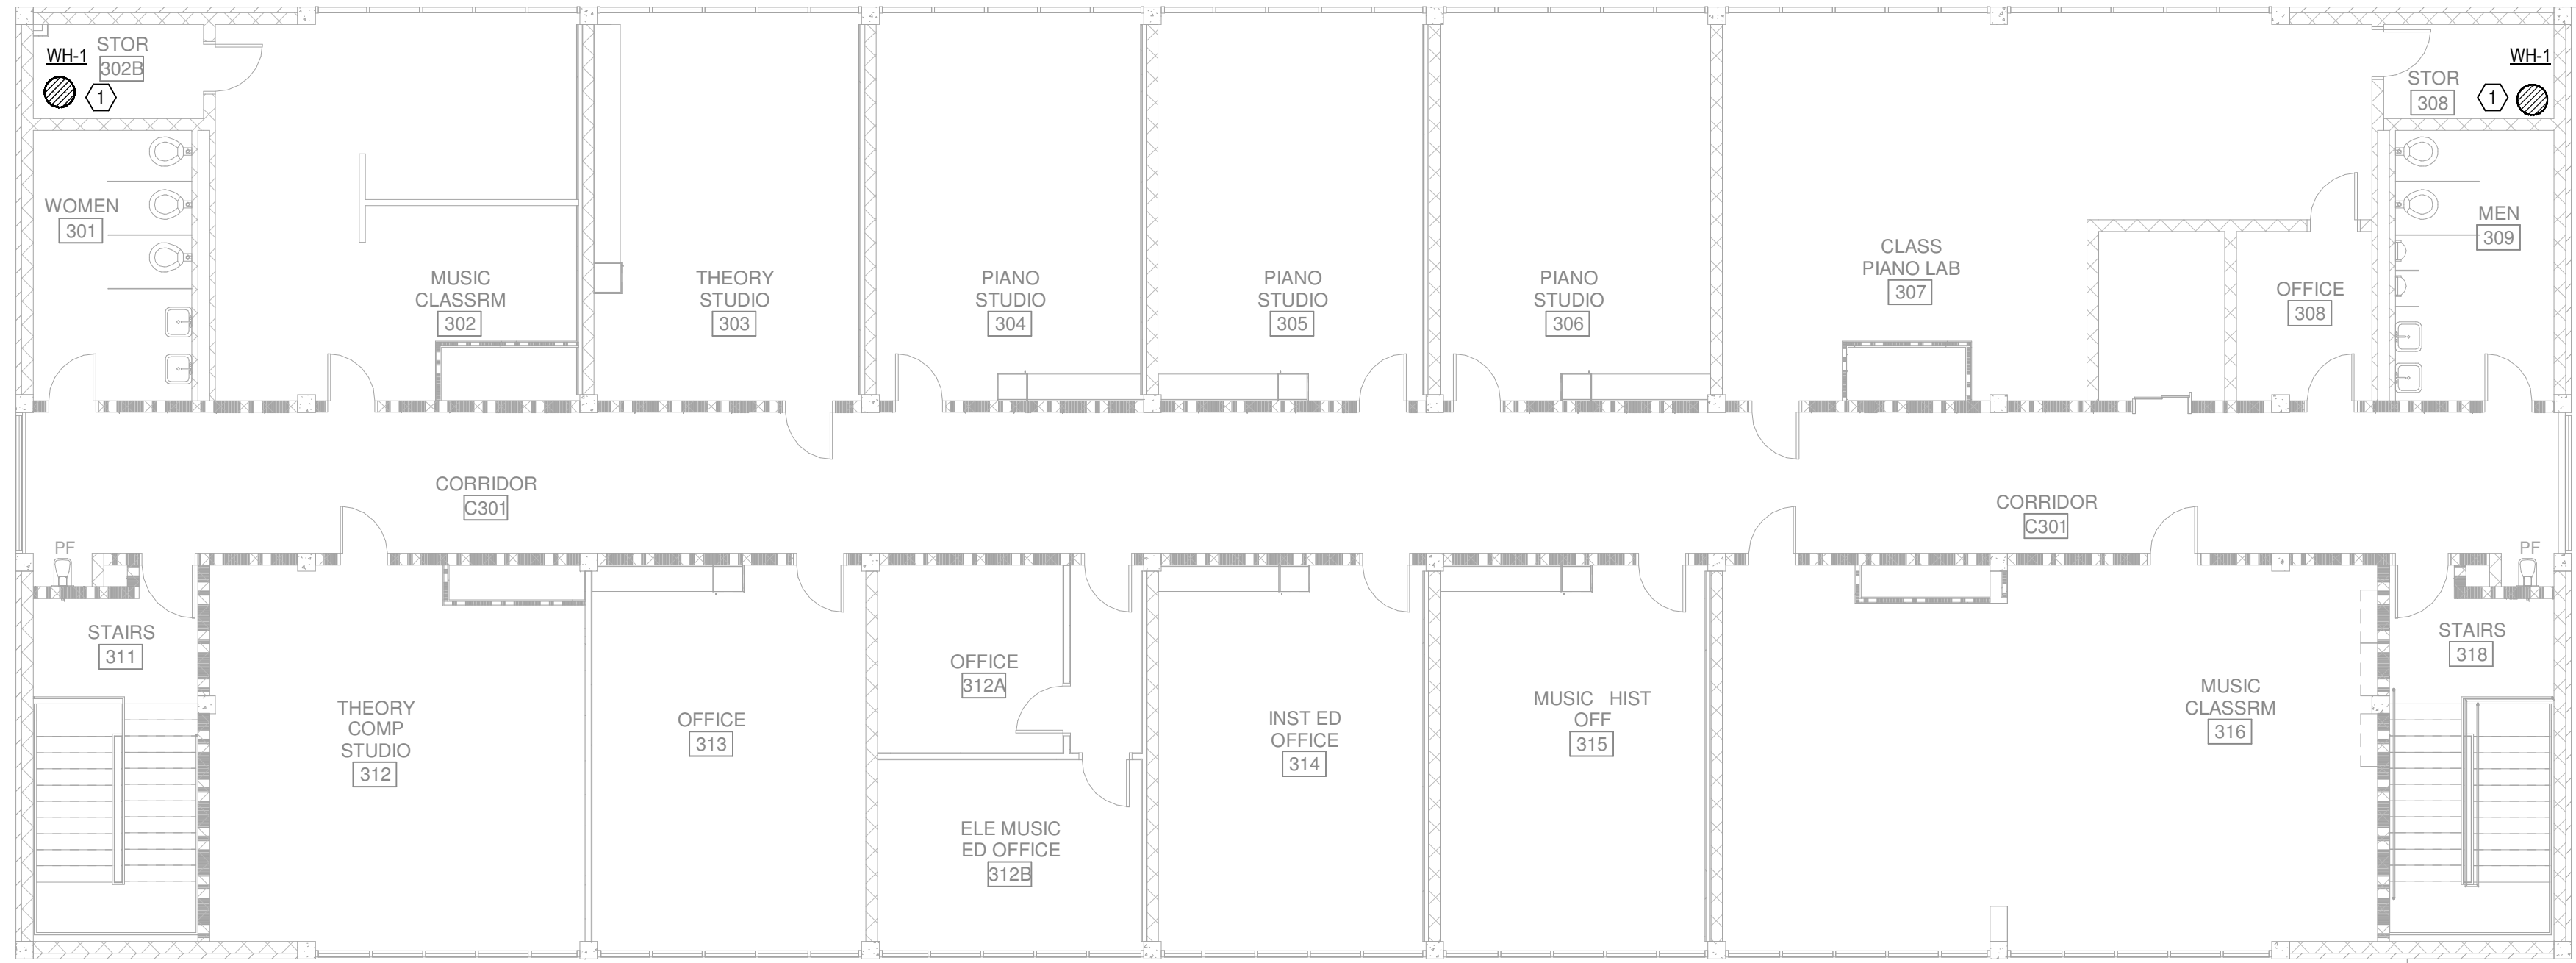 WH-1
STOR
302B
1
WH-1
STOR
308
1
WOMEN
301
MUSIC
CLASSRM
302
THEORY
STUDIO
303
PIANO
STUDIO
304
PIANO
STUDIO
305
PIANO
STUDIO
306
CLASS
PIANO LAB
307
OFFICE
308
MEN
309
CORRIDOR
C301
CORRIDOR
C301
PF
PF
STAIRS
311
THEORY
COMP
STUDIO
312
OFFICE
313
OFFICE
312A
ELE MUSIC
ED OFFICE
312B
INST ED
OFFICE
314
MUSIC HIST
OFF
315
MUSIC
CLASSRM
316
STAIRS
318